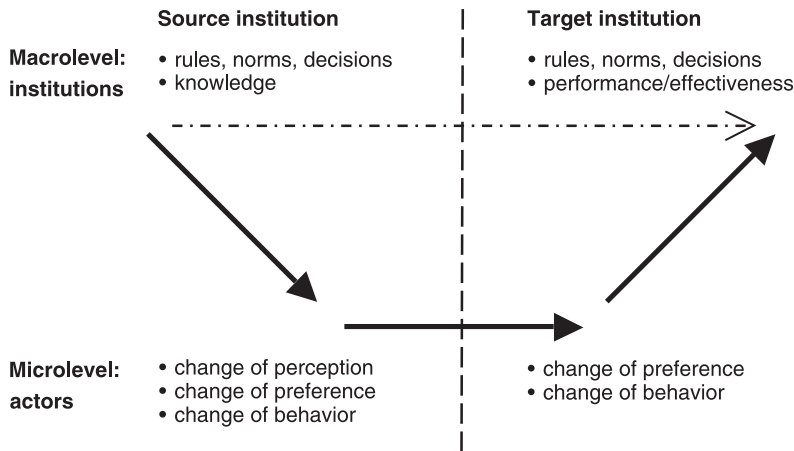 Source institution
Target institution
Macrolevel:
institutions
• rules, norms, decisions
• knowledge
• rules, norms, decisions
• performance/effectiveness
Microlevel:
actors
• change of perception
• change of preference
• change of behavior
• change of preference
• change of behavior